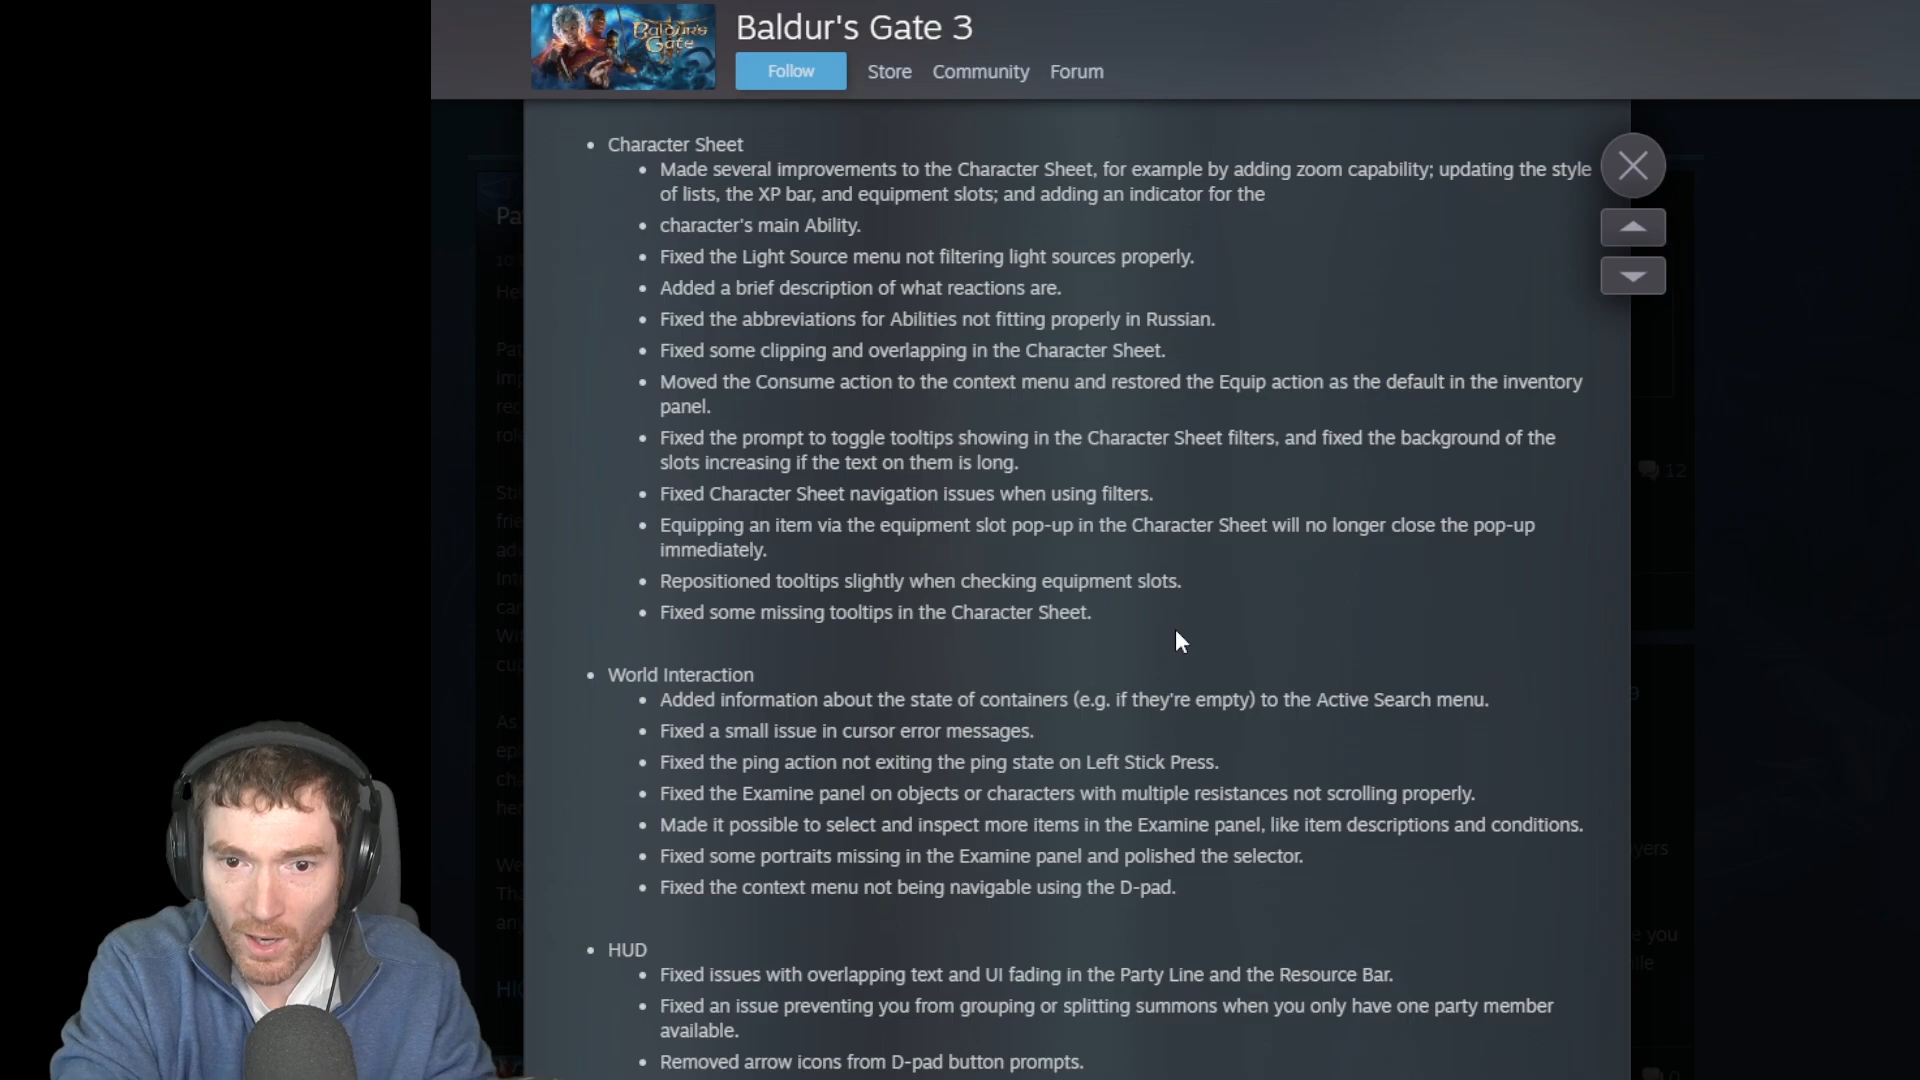 Baldur's Gate
Baldur's Gate 3
Follow
Store
Community
Forum
Character Sheet
Made several improvements to the Character Sheet, for example by adding zoom capability; updating the style
of lists, the XP bar, and equipment slots; and adding an indicator for the
character's main Ability.
Fixed the Light Source menu not filtering light sources properly.
Added a brief description of what reactions are.
Fixed the abbreviations for Abilities not fitting properly in Russian.
Fixed some clipping and overlapping in the Character Sheet.
Moved the Consume action to the context menu and restored the Equip action as the default in the inventory
panel.
Fixed the prompt to toggle tooltips showing in the Character Sheet filters, and fixed the background of the
slots increasing if the text on them is long.
Fixed Character Sheet navigation issues when using filters.
Equipping an item via the equipment slot pop-up in the Character Sheet will no longer close the pop-up
immediately.
Repositioned tooltips slightly when checking equipment slots.
Fixed some missing tooltips in the Character Sheet.
12
World Interaction
Added information about the state of containers (e.g. if they're empty) to the Active Search menu.
Fixed a small issue in cursor error messages.
Fixed the ping action not exiting the ping state on Left Stick Press.
Fixed the Examine panel on objects or characters with multiple resistances not scrolling properly.
Made it possible to select and inspect more items in the Examine panel, like item descriptions and conditions.
Fixed some portraits missing in the Examine panel and polished the selector.
Fixed the context menu not being navigable using the D-pad.
HUD
Fixed issues with overlapping text and UI fading in the Party Line and the Resource Bar.
Fixed an issue preventing you from grouping or splitting summons when you only have one party member
available.
Removed arrow icons from D-pad button prompts.